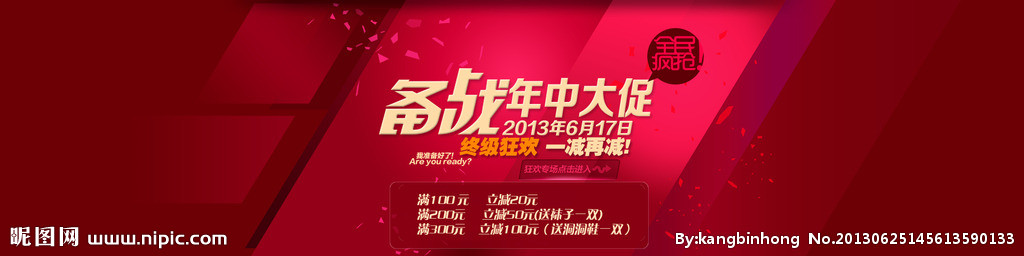 全民
疯抢!
备战年中大促
2013年6月17日
终级狂欢 一减再减!
我准备好了!
Are you ready?
狂欢专场点击进入
满100元 立减20元
满200元 立减50元(送袜子一双)
满300元 立减100元(送洞洞鞋一双)
昵图网 www.nipic.com
By:kangbinhong No.20130625145613590133